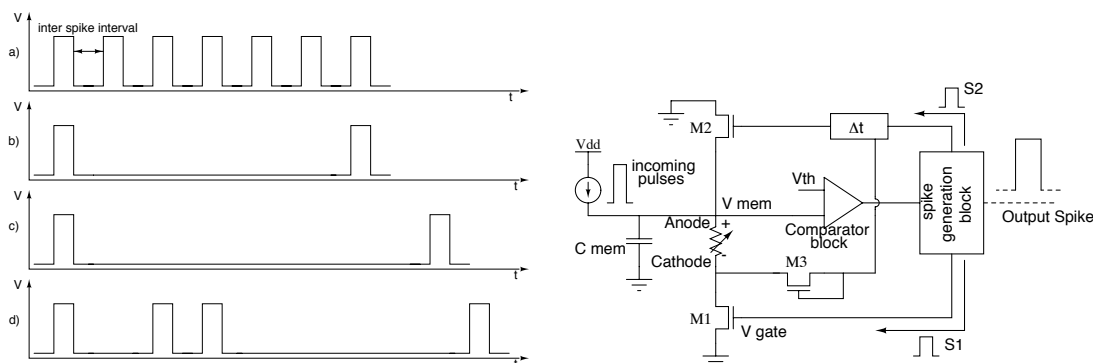 V
inter spike interval
a)
t
V
b)
t
V
c)
t
V
d)
t
S2
M2
Δt
Vdd
incoming
pulses
Vth
V mem
spike
generation
block
Output Spike
Anode
+
Comparator
block
C mem
Cathode
-
M3
M1
V gate
S1